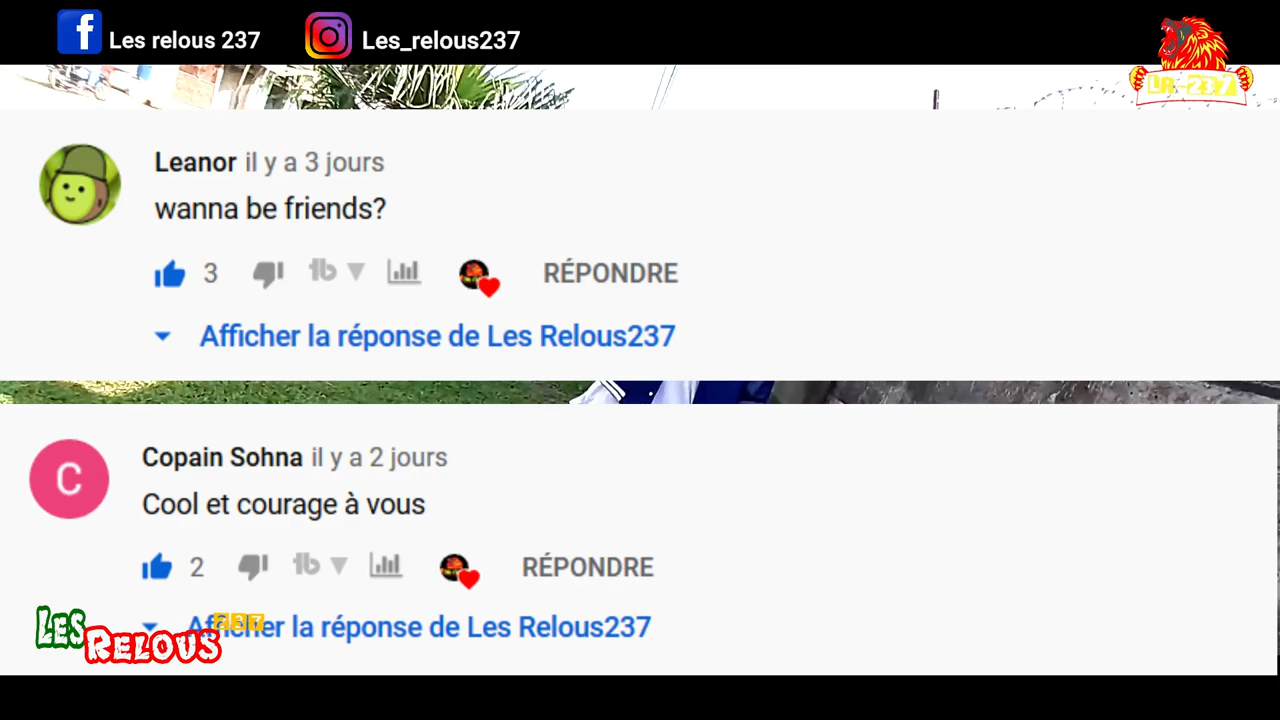 Les relous 237
Les_relous237
LR-237
Leanor il y a 3 jours
wanna be friends?
3
RÉPONDRE
Afficher la réponse de Les Relous237
C
Copain Sohna il y a 2 jours
Cool et courage à vous
2
RÉPONDRE
Afficher la réponse de Les Relous237
LES 237
RELOUS